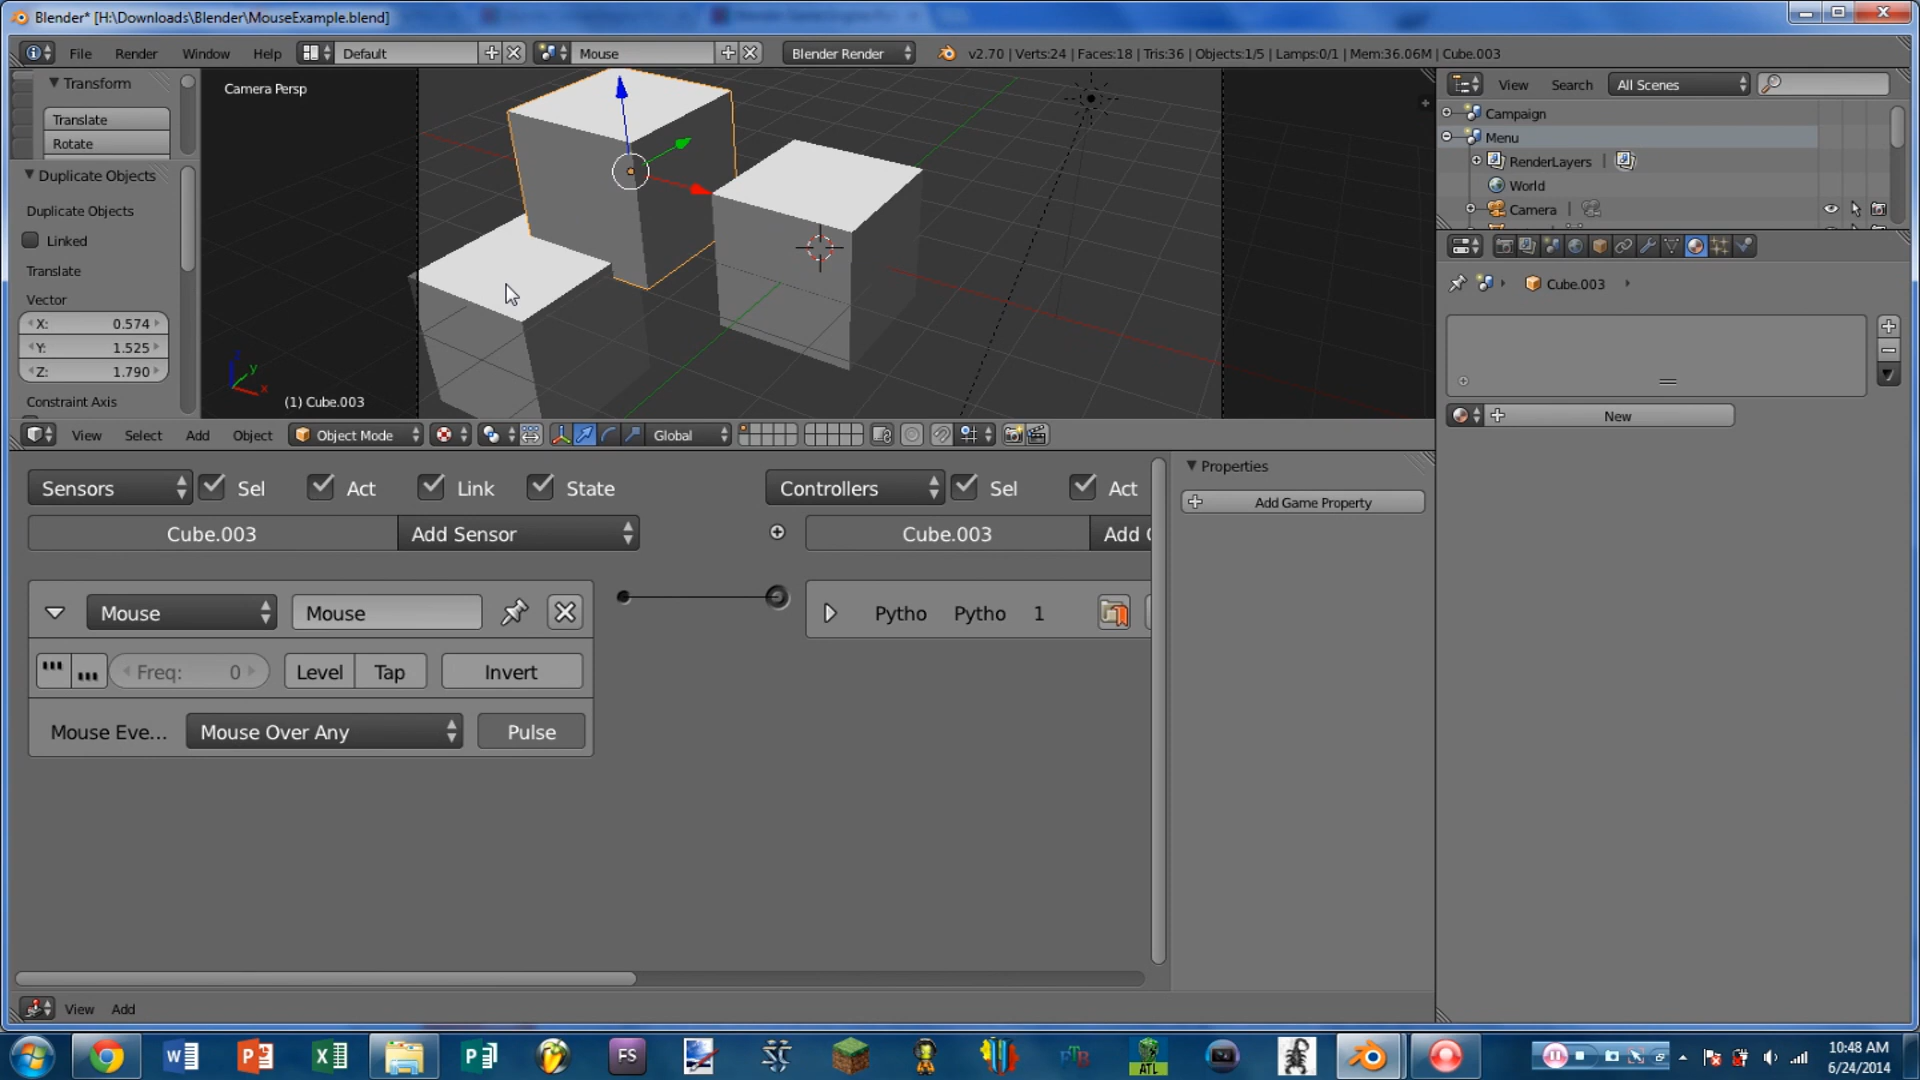 Blender* [H:\Downloads\Blender\MouseExample.blend]
File Render Window Help Default Mouse Blender Render v2.70 | Verts:24 | Faces:18 | Tris:36 | Objects:1/5 | Lamps:0/1 | Mem:36.06M | Cube.003
Transform
Translate
Rotate
Duplicate Objects
Duplicate Objects
Linked
Translate
Vector
X: 0.574
Y: 1.525
Z: 1.790
Constraint Axis
Camera Persp
z
y
x
(1) Cube.003
View Search All Scenes
Campaign
Menu
RenderLayers |
World
Camera |
Cube.003
New
View Select Add Object Object Mode Global
Sensors Sel Act Link State Controllers Sel Act
Cube.003 Add Sensor Cube.003 Add
Mouse Mouse Pytho Pytho 1
Freq: 0 Level Tap Invert
Mouse Eve... Mouse Over Any Pulse
Properties
Add Game Property
View Add
FS
FTB
ATL
10:48 AM
6/24/2014